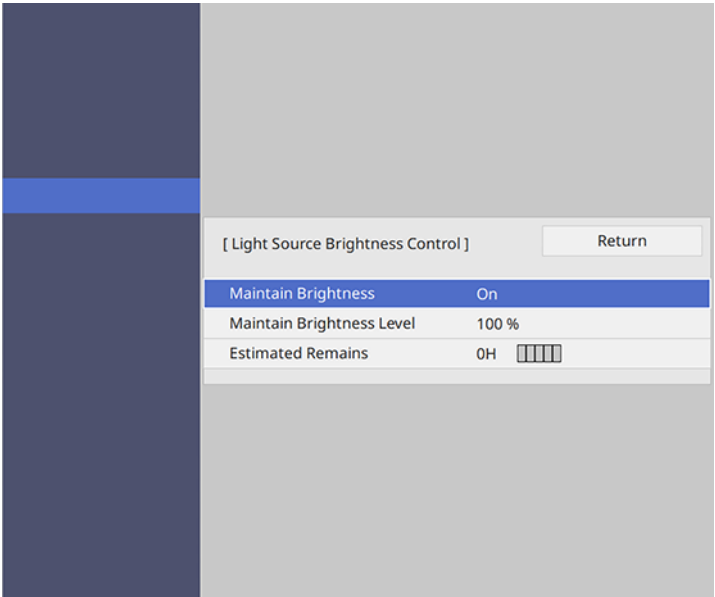 [ Light Source Brightness Control ] Return
Maintain Brightness On
Maintain Brightness Level 100 %
Estimated Remains 0H